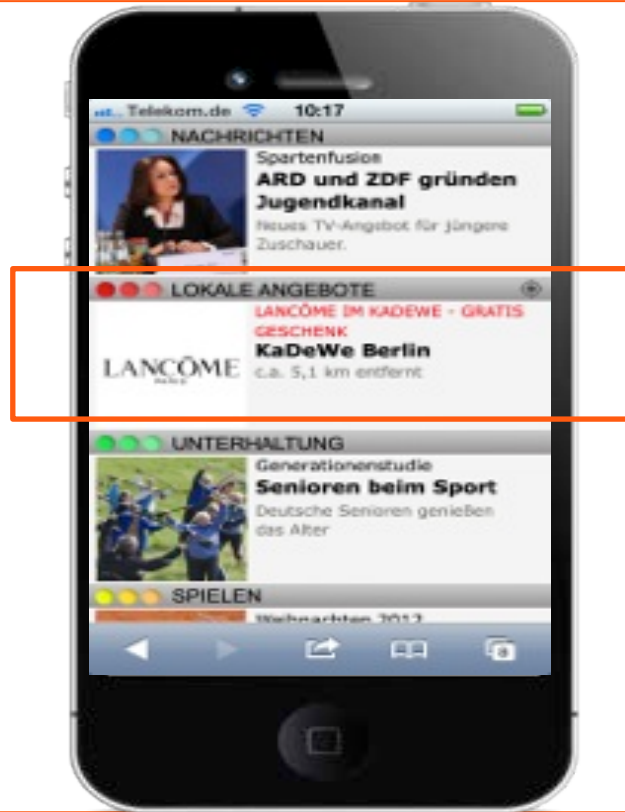 Telekom.de 10:17
NACHRICHTEN
Spartenfusion
ARD und ZDF gründen
Jugendkanal
Neues TV-Angebot für jüngere
Zuschauer.
LOKALE ANGEBOTE
LANCÔME IM KADEWE - GRATIS
GESCHENK
KaDeWe Berlin
c.a. 5,1 km entfernt
LANCÔME
PARIS
UNTERHALTUNG
Generationenstudie
Senioren beim Sport
Deutsche Senioren genießen
das Alter
SPIELEN
Weihnachten 2012